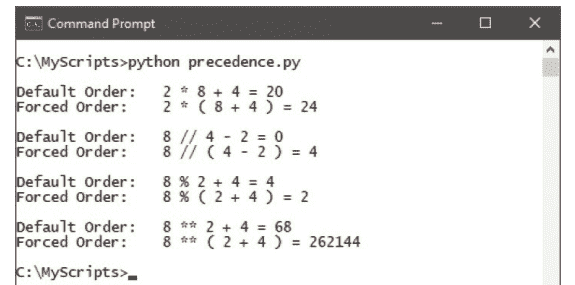 Command Prompt
C:\MyScripts>python precedence.py
Default Order: 2 * 8 + 4 = 20
Forced Order: 2 * ( 8 + 4 ) = 24
Default Order: 8 // 4 - 2 = 0
Forced Order: 8 // ( 4 - 2 ) = 4
Default Order: 8 % 2 + 4 = 4
Forced Order: 8 % ( 2 + 4 ) = 2
Default Order: 8 ** 2 + 4 = 68
Forced Order: 8 ** ( 2 + 4 ) = 262144
C:\MyScripts>_